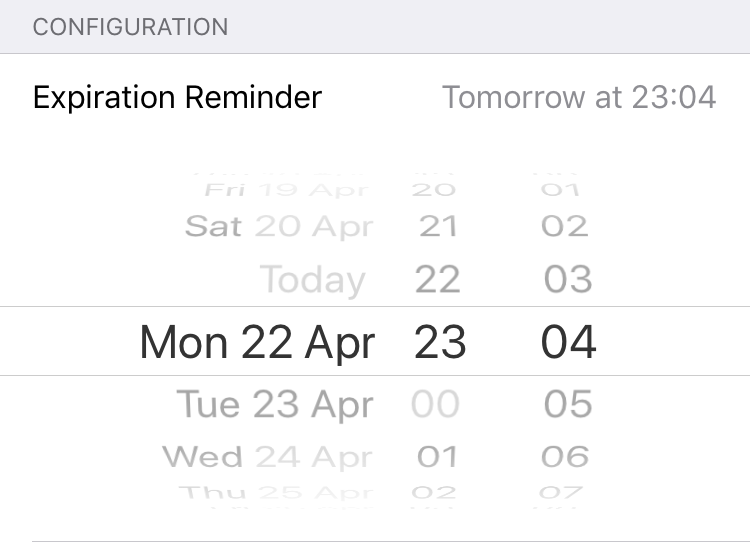 CONFIGURATION
Expiration Reminder Tomorrow at 23:04
Fri 19 Apr 20 01
Sat 20 Apr 21 02
Today 22 03
Mon 22 Apr 23 04
Tue 23 Apr 00 05
Wed 24 Apr 01 06
Thu 25 Apr 02 07